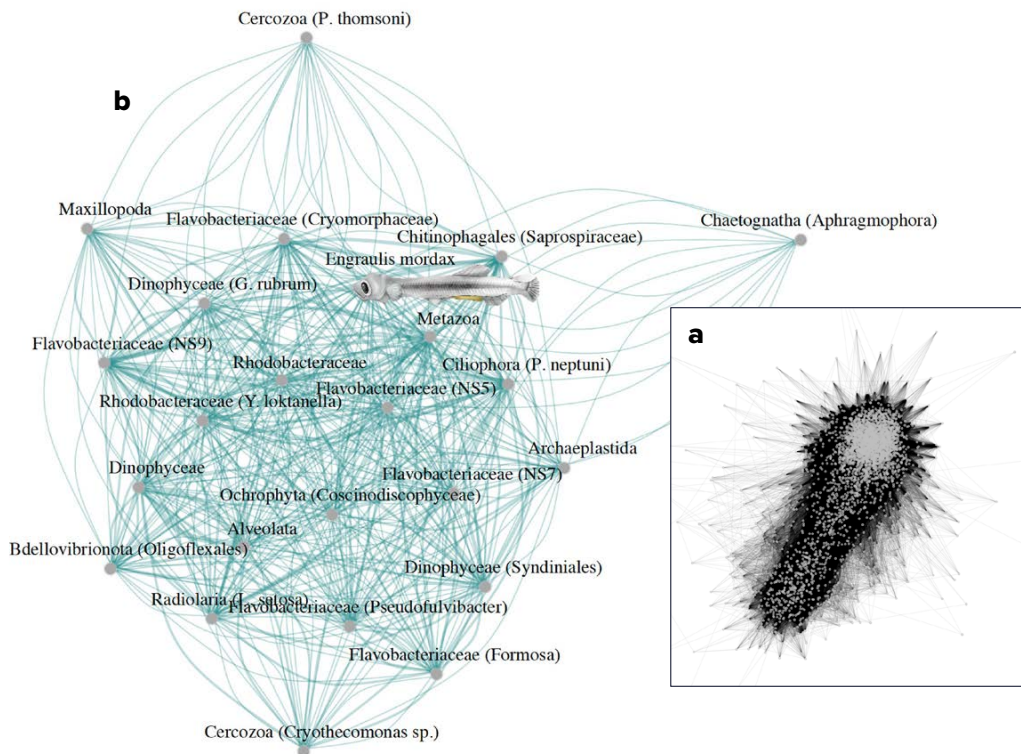 Cercozoa (P. thomsoni)
b
Maxillopoda
Flavobacteriaceae (Cryomorphaceae)
Chaetognatha (Aphragmophora)
Chitinophagales (Saprospiraceae)
Engraulis mordax
Dinophyceae (G. rubrum)
Metazoa
a
Flavobacteriaceae (NS9)
Rhodobacteraceae
Ciliophora (P. neptuni)
Flavobacteriaceae (NS5)
Rhodobacteraceae (Y. loktanella)
Archaeplastida
Dinophyceae
Flavobacteriaceae (NS7)
Ochrophyta (Coscinodiscophyceae)
Alveolata
Bdellovibrionota (Oligoflexales)
Dinophyceae (Syndiniales)
Radiolaria (L. setosa)
Flavobacteriaceae (Pseudofulvibacter)
Flavobacteriaceae (Formosa)
Cercozoa (Cryothecomonas sp.)